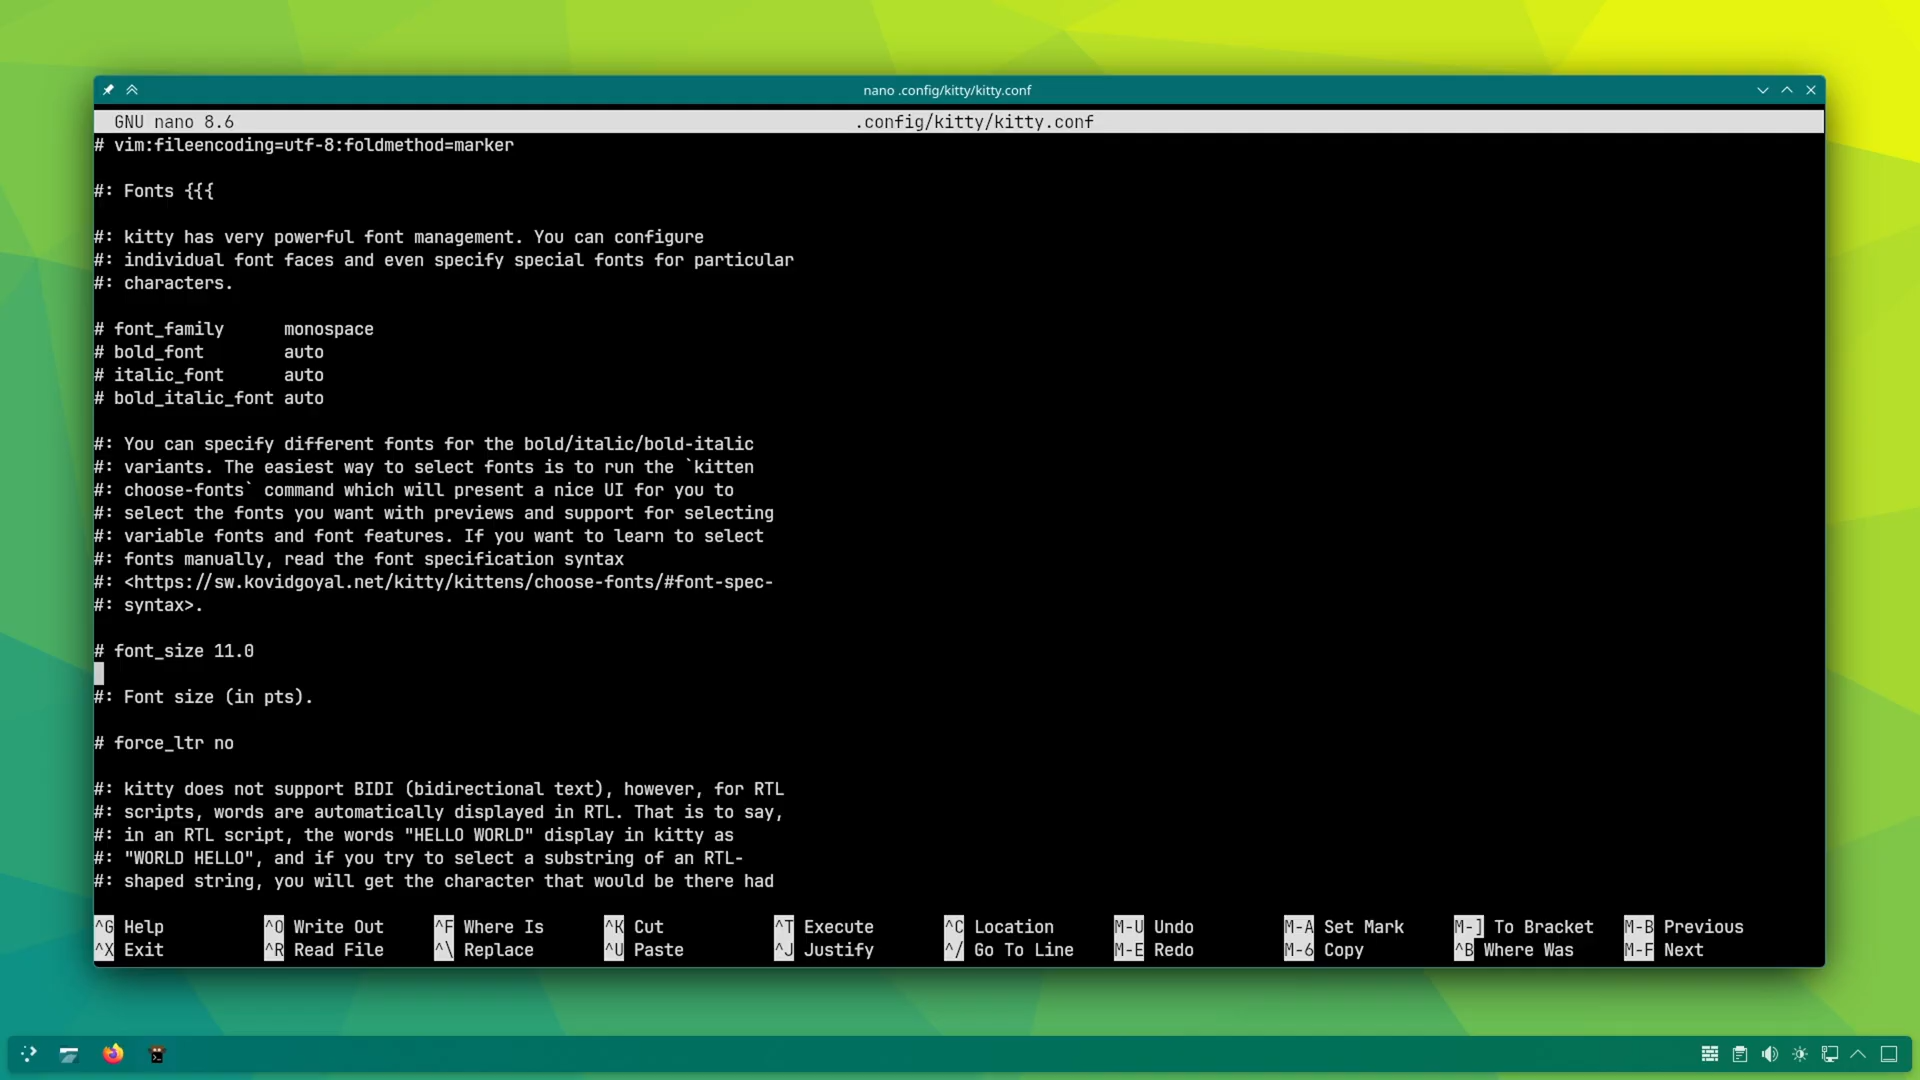 nano .config/kitty/kitty.conf
GNU nano 8.6 .config/kitty/kitty.conf
# vim:fileencoding=utf-8:foldmethod=marker
#: Fonts {{{
#: kitty has very powerful font management. You can configure
#: individual font faces and even specify special fonts for particular
#: characters.
# font_family      monospace
# bold_font        auto
# italic_font      auto
# bold_italic_font auto
#: You can specify different fonts for the bold/italic/bold-italic
#: variants. The easiest way to select fonts is to run the `kitten
#: choose-fonts` command which will present a nice UI for you to
#: select the fonts you want with previews and support for selecting
#: variable fonts and font features. If you want to learn to select
#: fonts manually, read the font specification syntax
#: <https://sw.kovidgoyal.net/kitty/kittens/choose-fonts/#font-spec-
#: syntax>.
# font_size 11.0
#: Font size (in pts).
# force_ltr no
#: kitty does not support BIDI (bidirectional text), however, for RTL
#: scripts, words are automatically displayed in RTL. That is to say,
#: in an RTL script, the words "HELLO WORLD" display in kitty as
#: "WORLD HELLO", and if you try to select a substring of an RTL-
#: shaped string, you will get the character that would be there had
^G Help ^O Write Out ^F Where Is ^K Cut ^T Execute ^C Location M-U Undo M-A Set Mark M-] To Bracket M-B Previous
^X Exit ^R Read File ^\ Replace ^U Paste ^J Justify ^/ Go To Line M-E Redo M-6 Copy ^B Where Was M-F Next